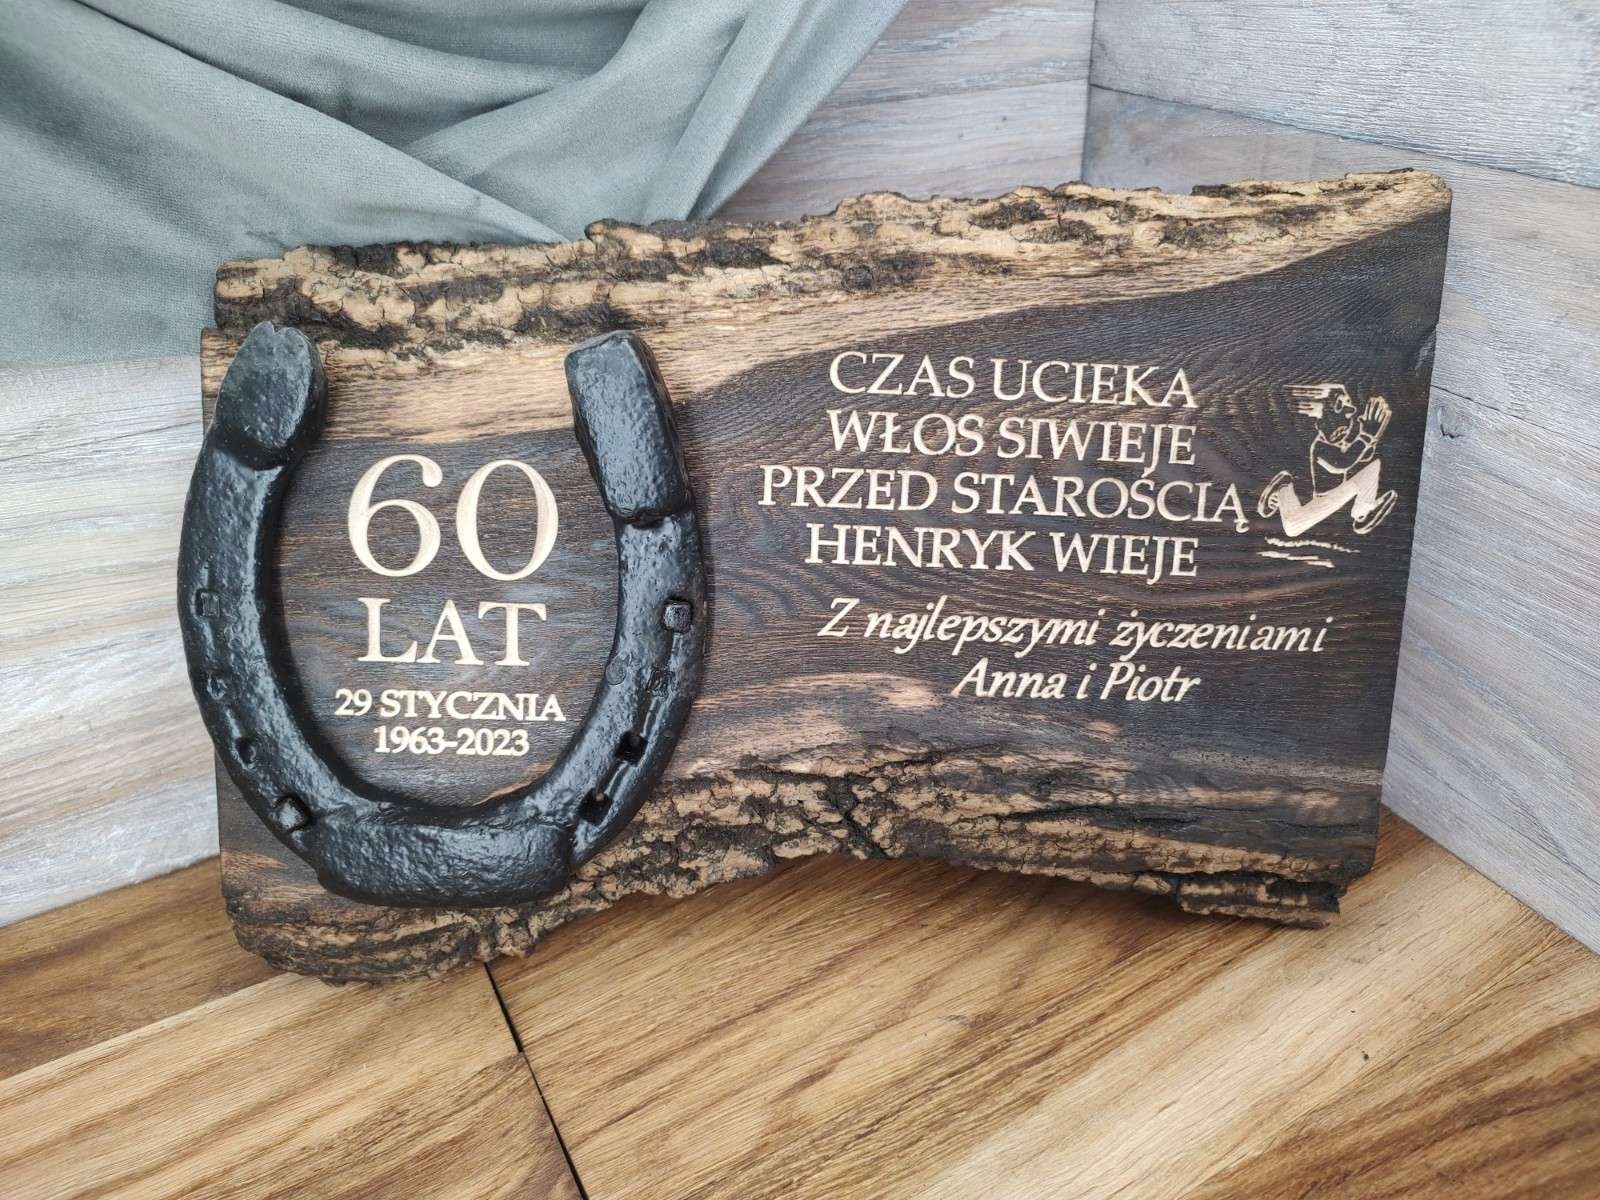 60
LAT
29 STYCZNIA
1963-2023
CZAS UCIEKA
WŁOS SIWIEJE
PRZED STAROŚCIĄ
HENRYK WIEJE
Z najlepszymi życzeniami
Anna i Piotr